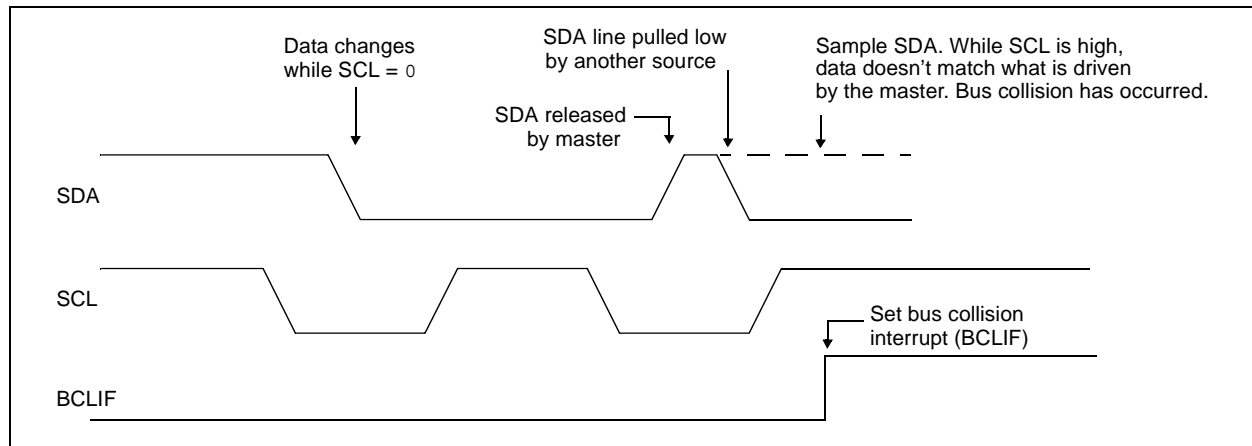 Data changes
while SCL = 0
SDA line pulled low
by another source
Sample SDA. While SCL is high,
data doesn't match what is driven
by the master. Bus collision has occurred.
SDA released
by master
SDA
SCL
Set bus collision
interrupt (BCLIF)
BCLIF